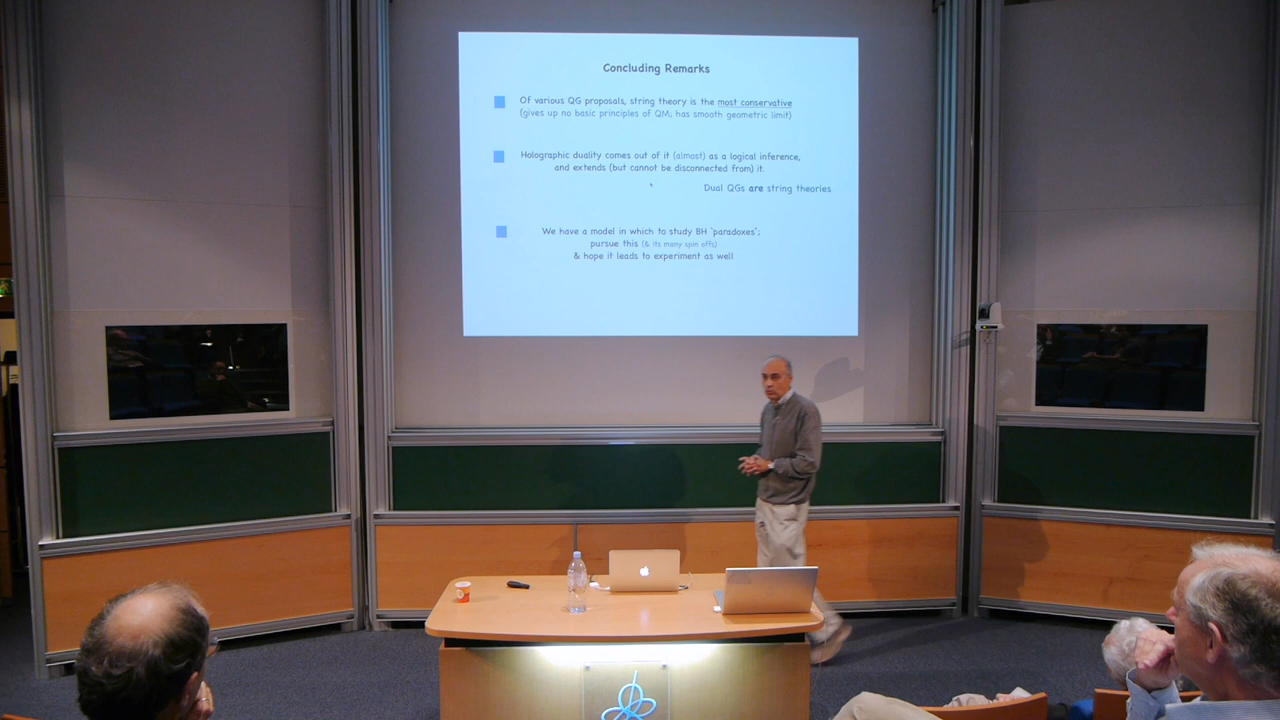 Concluding Remarks
Of various QG proposals, string theory is the most conservative
(gives up no basic principles of QM; has smooth geometric limit)
Holographic duality comes out of it (almost) as a logical inference,
and extends (but cannot be disconnected from) it.
Dual QGs are string theories
We have a model in which to study BH `paradoxes';
pursue this (& its many spin offs)
& hope it leads to experiment as well